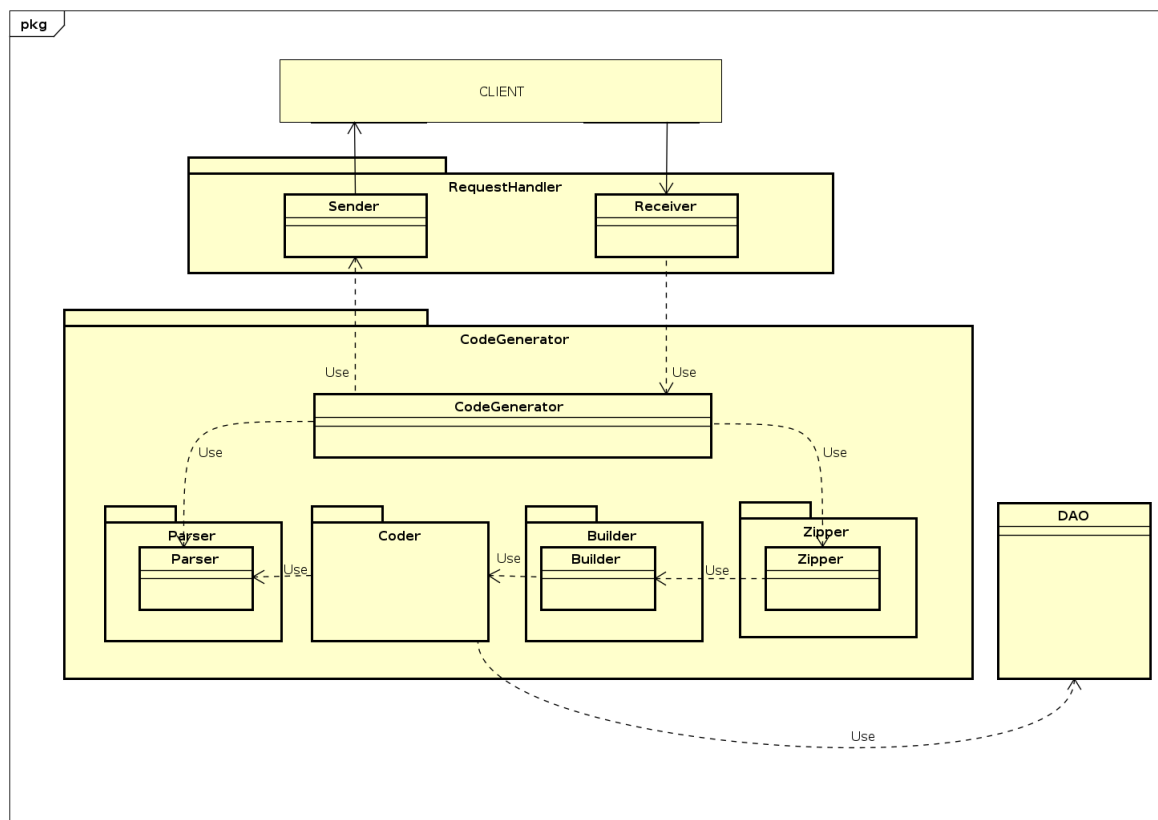 pkg
CLIENT
RequestHandler
Sender
Receiver
CodeGenerator
Use
Use
CodeGenerator
Use
Use
Parser
Coder
Builder
Zipper
DAO
Parser
Builder
Zipper
Use
Use
Use
Use